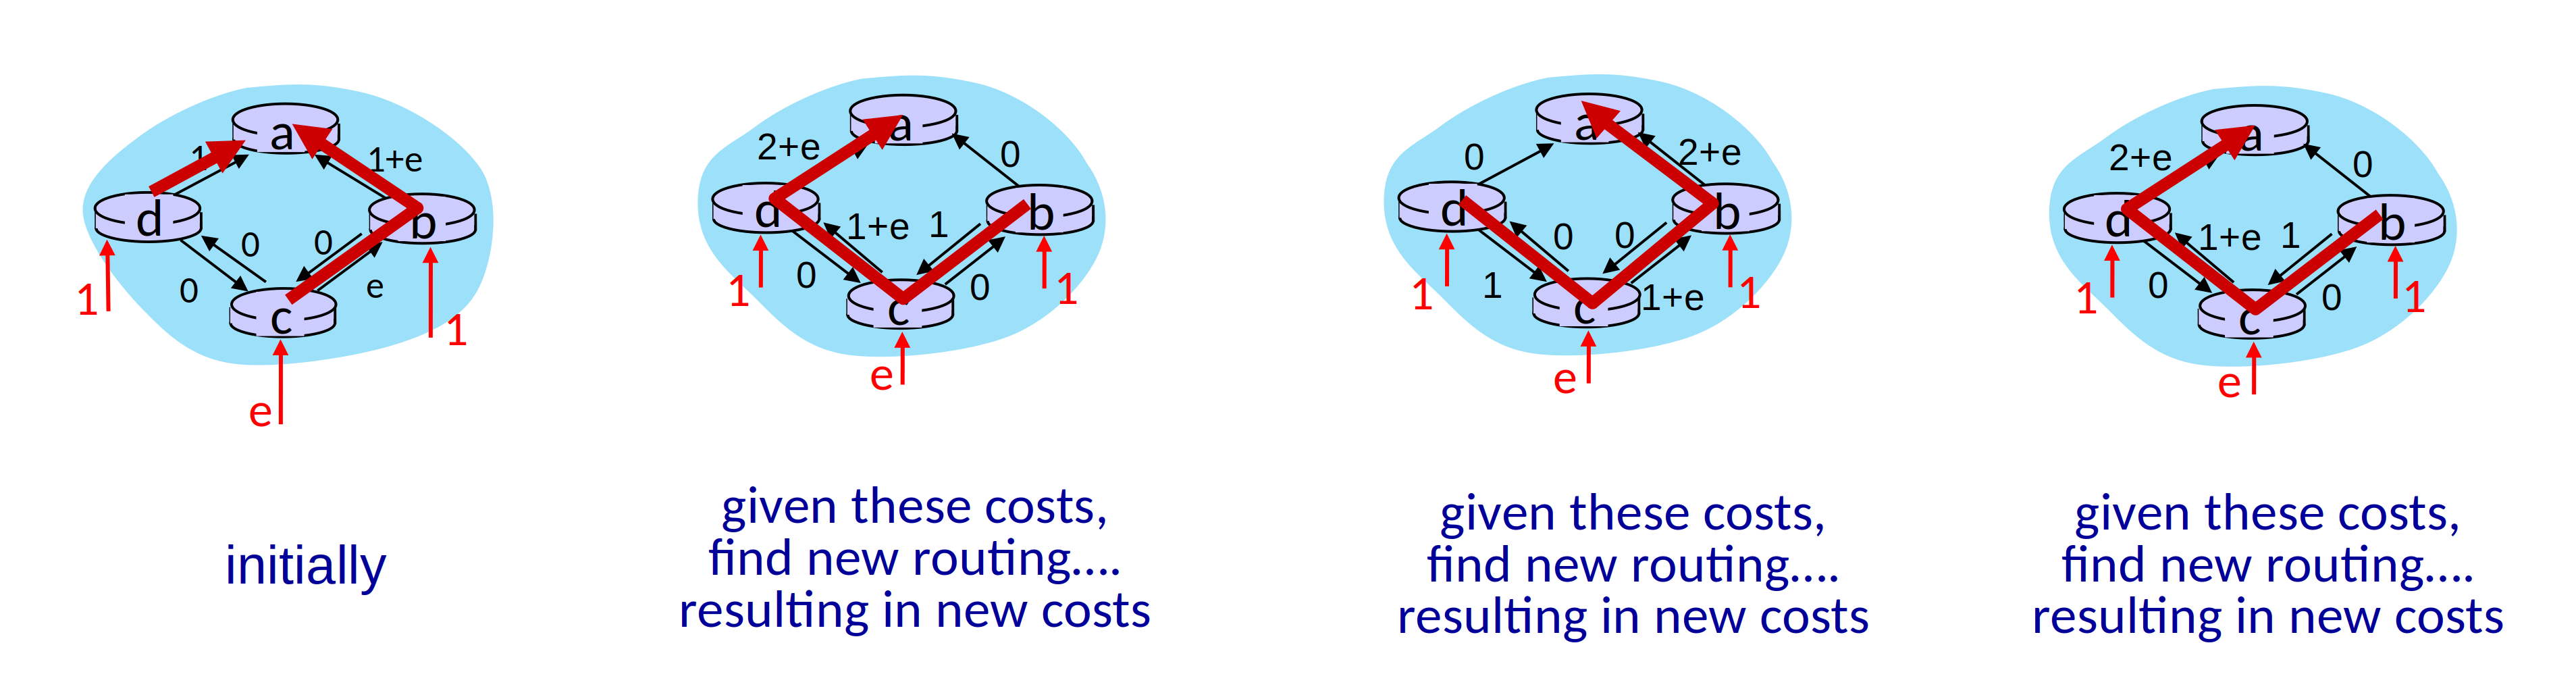 a
1
1+e
d
b
0
0
0
e
c
1
1
e
initially
a
2+e
0
d
b
1+e
1
0
0
c
1
1
e
given these costs,
find new routing....
resulting in new costs
a
0
2+e
d
b
0
0
1
1+e
c
1
1
e
given these costs,
find new routing....
resulting in new costs
a
2+e
0
d
b
1+e
1
0
0
c
1
1
e
given these costs,
find new routing....
resulting in new costs